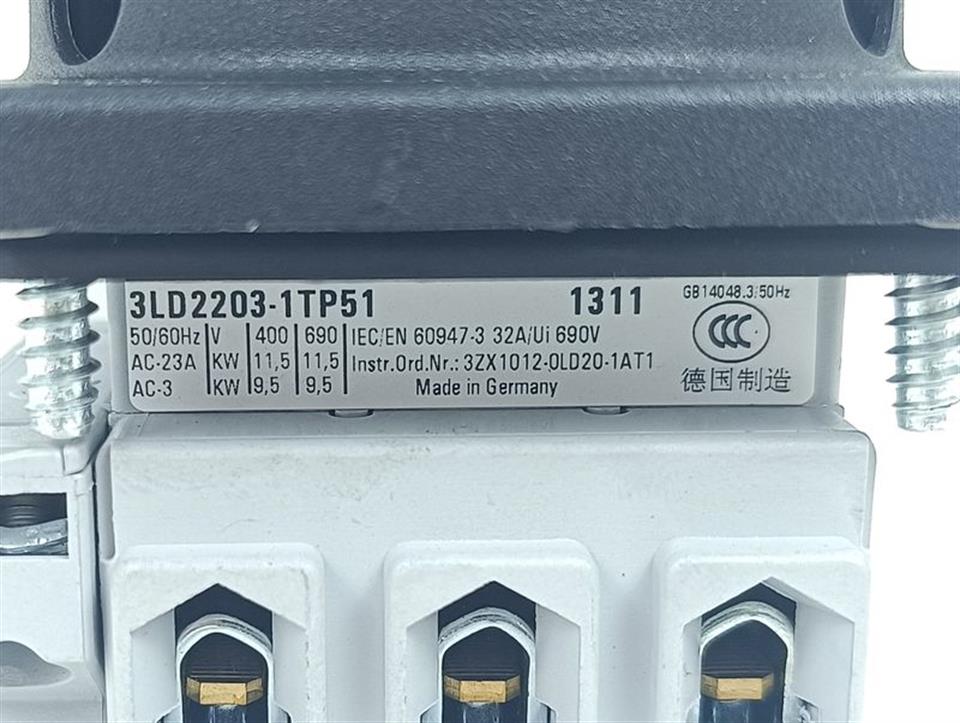 3LD2203-1TP51 1311 GB14048.3/50Hz
50/60Hz V 400 690 IEC/EN 60947-3 32A/Ui 690V
AC-23A KW 11,5 11,5 Instr.Ord.Nr.: 3ZX1012-0LD20-1AT1
AC-3 KW 9,5 9,5 Made in Germany
CCC
德国制造